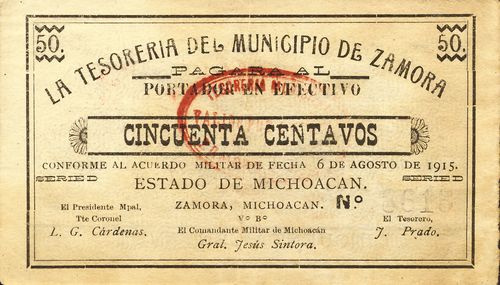 50. 50.
LA TESORERIA DEL MUNICIPIO DE ZAMORA
PAGARA AL
PORTADOR EN EFECTIVO
CINCUENTA CENTAVOS
CONFORME AL ACUERDO MILITAR DE FECHA 6 DE AGOSTO DE 1915.
SERIE D SERIE D
ESTADO DE MICHOACAN.
El Presidente Mpal, ZAMORA, MICHOACAN. Nº El Tesorero,
Tte Coronel Vº Bº
L. G. Cárdenas. El Comandante Militar de Michoacán J. Prado.
Gral. Jesús Sintora.